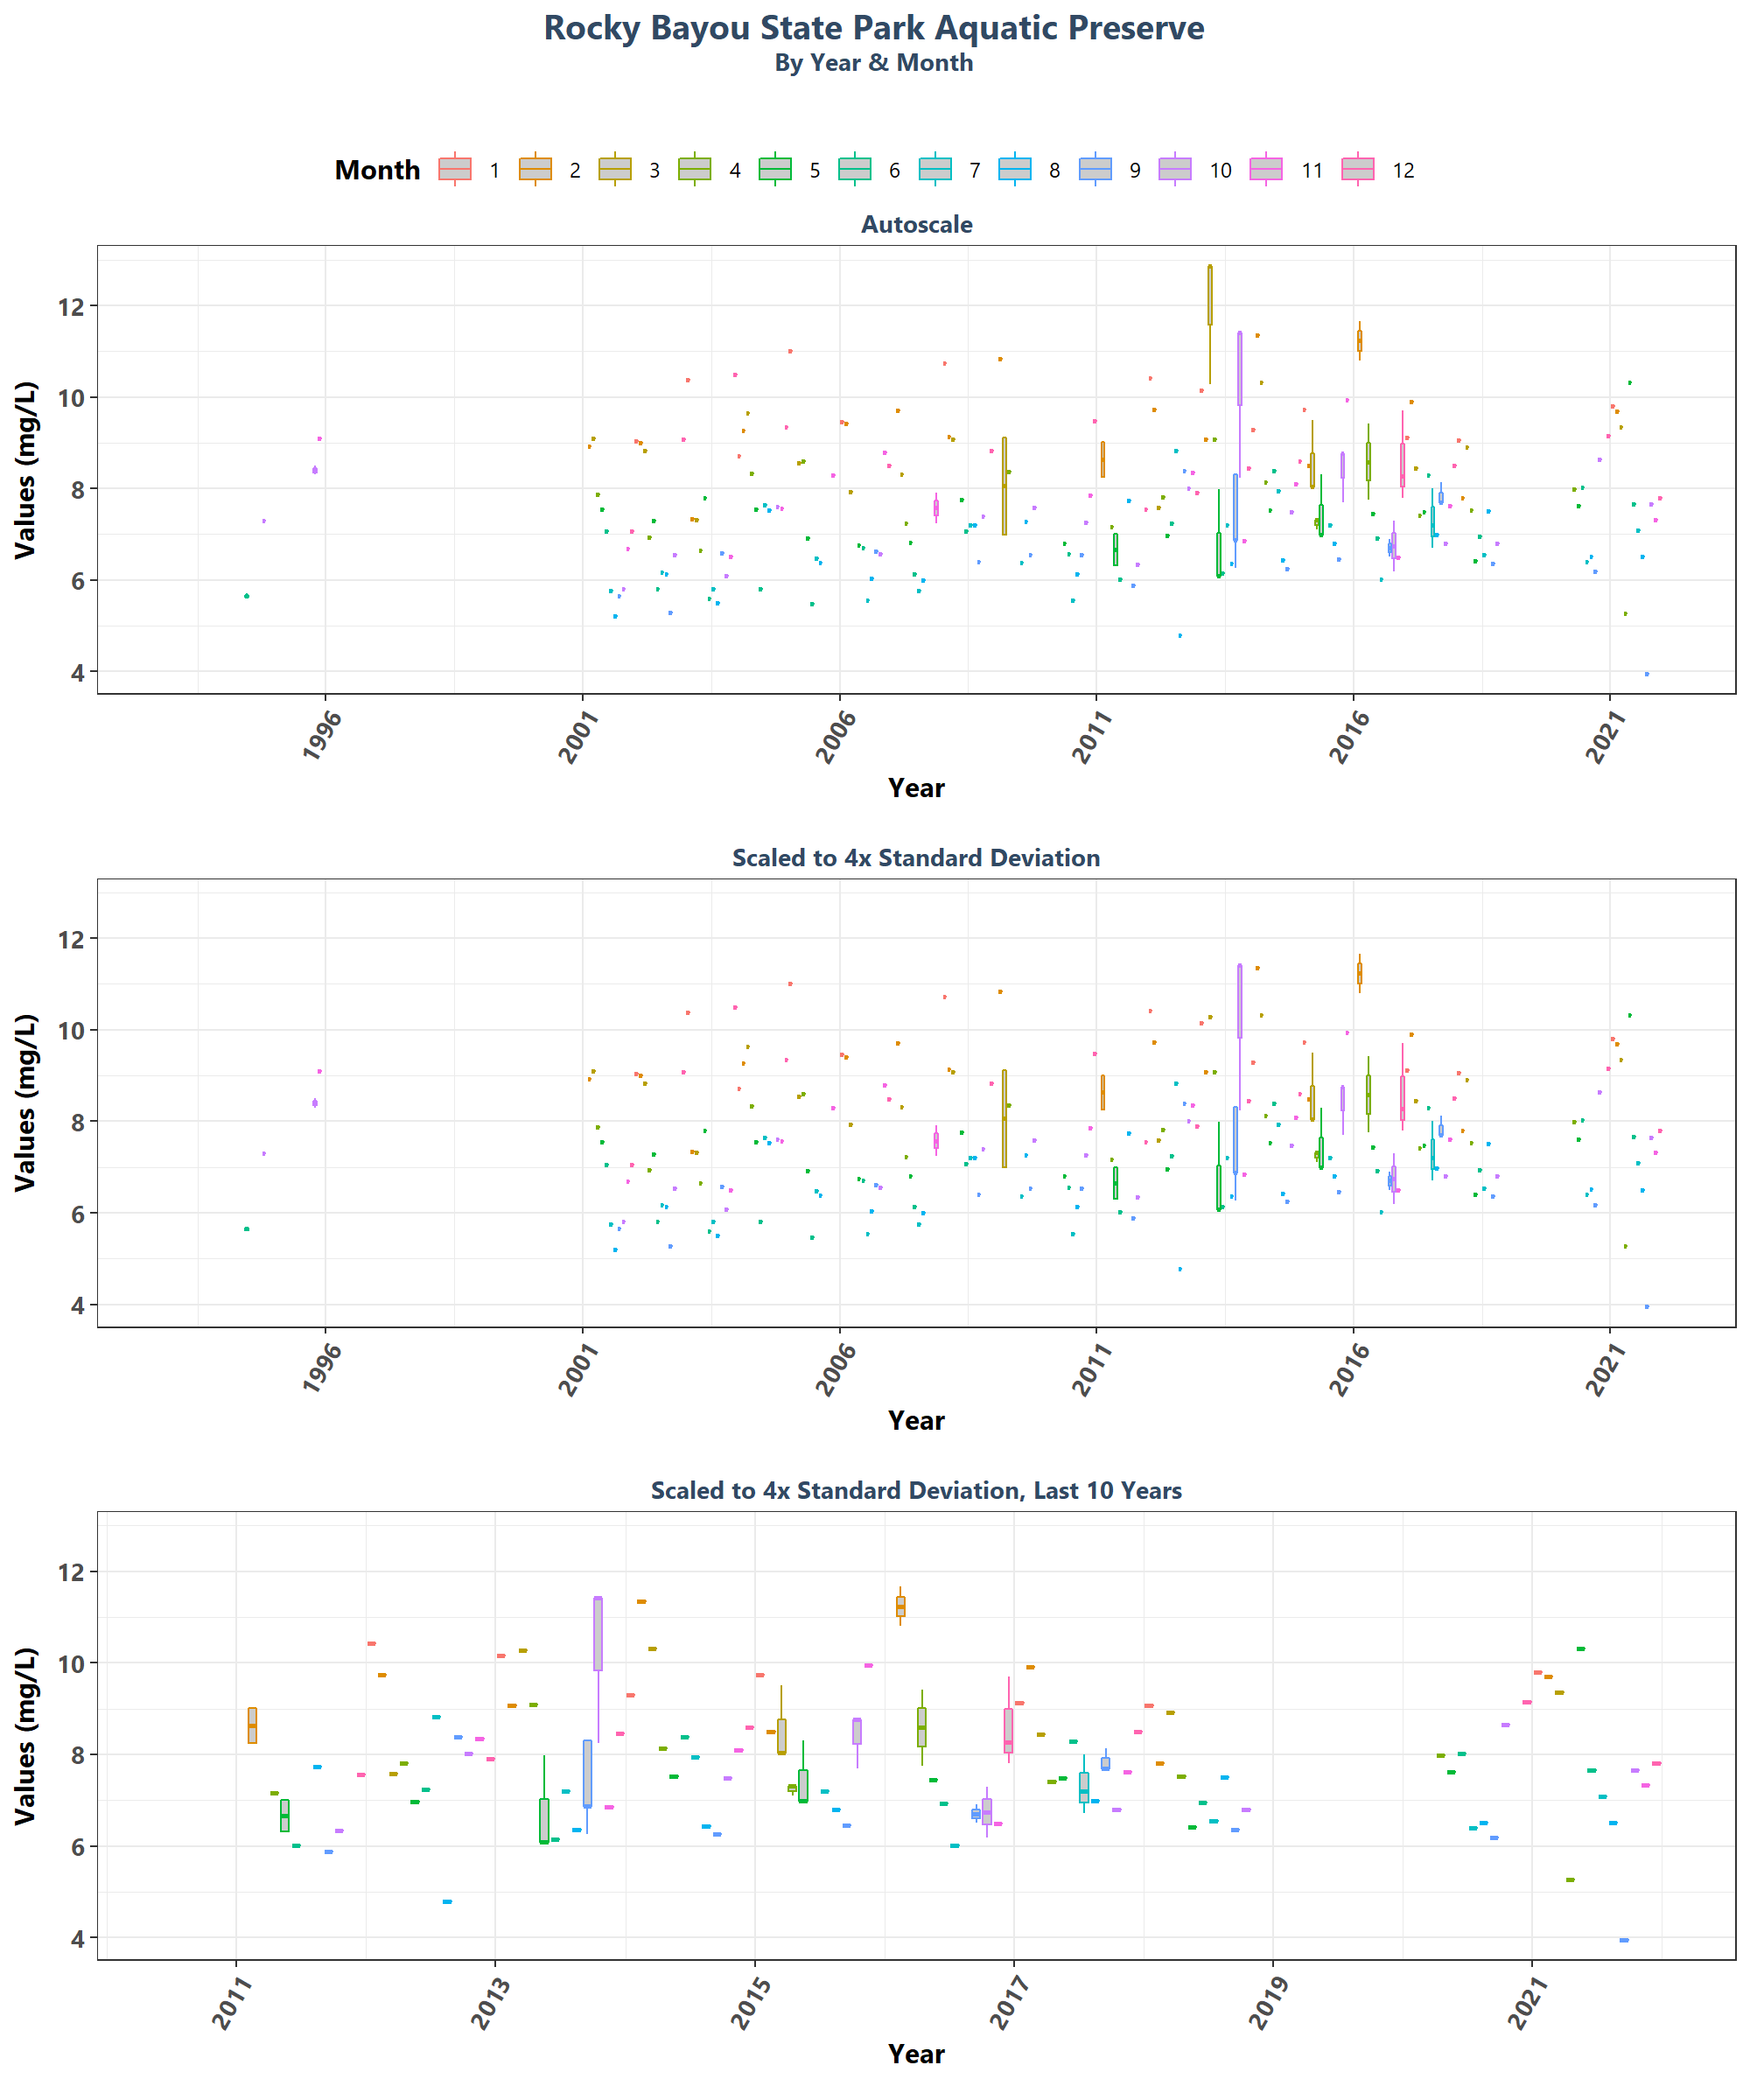 Rocky Bayou State Park Aquatic Preserve
By Year & Month
Month 1 2 3 4 5 6 7 8 9 10 11 12
Autoscale
Values (mg/L)
12
10
8
6
4
1996 2001 2006 2011 2016 2021
Year
Scaled to 4x Standard Deviation
Values (mg/L)
12
10
8
6
4
1996 2001 2006 2011 2016 2021
Year
Scaled to 4x Standard Deviation, Last 10 Years
Values (mg/L)
12
10
8
6
4
2011 2013 2015 2017 2019 2021
Year